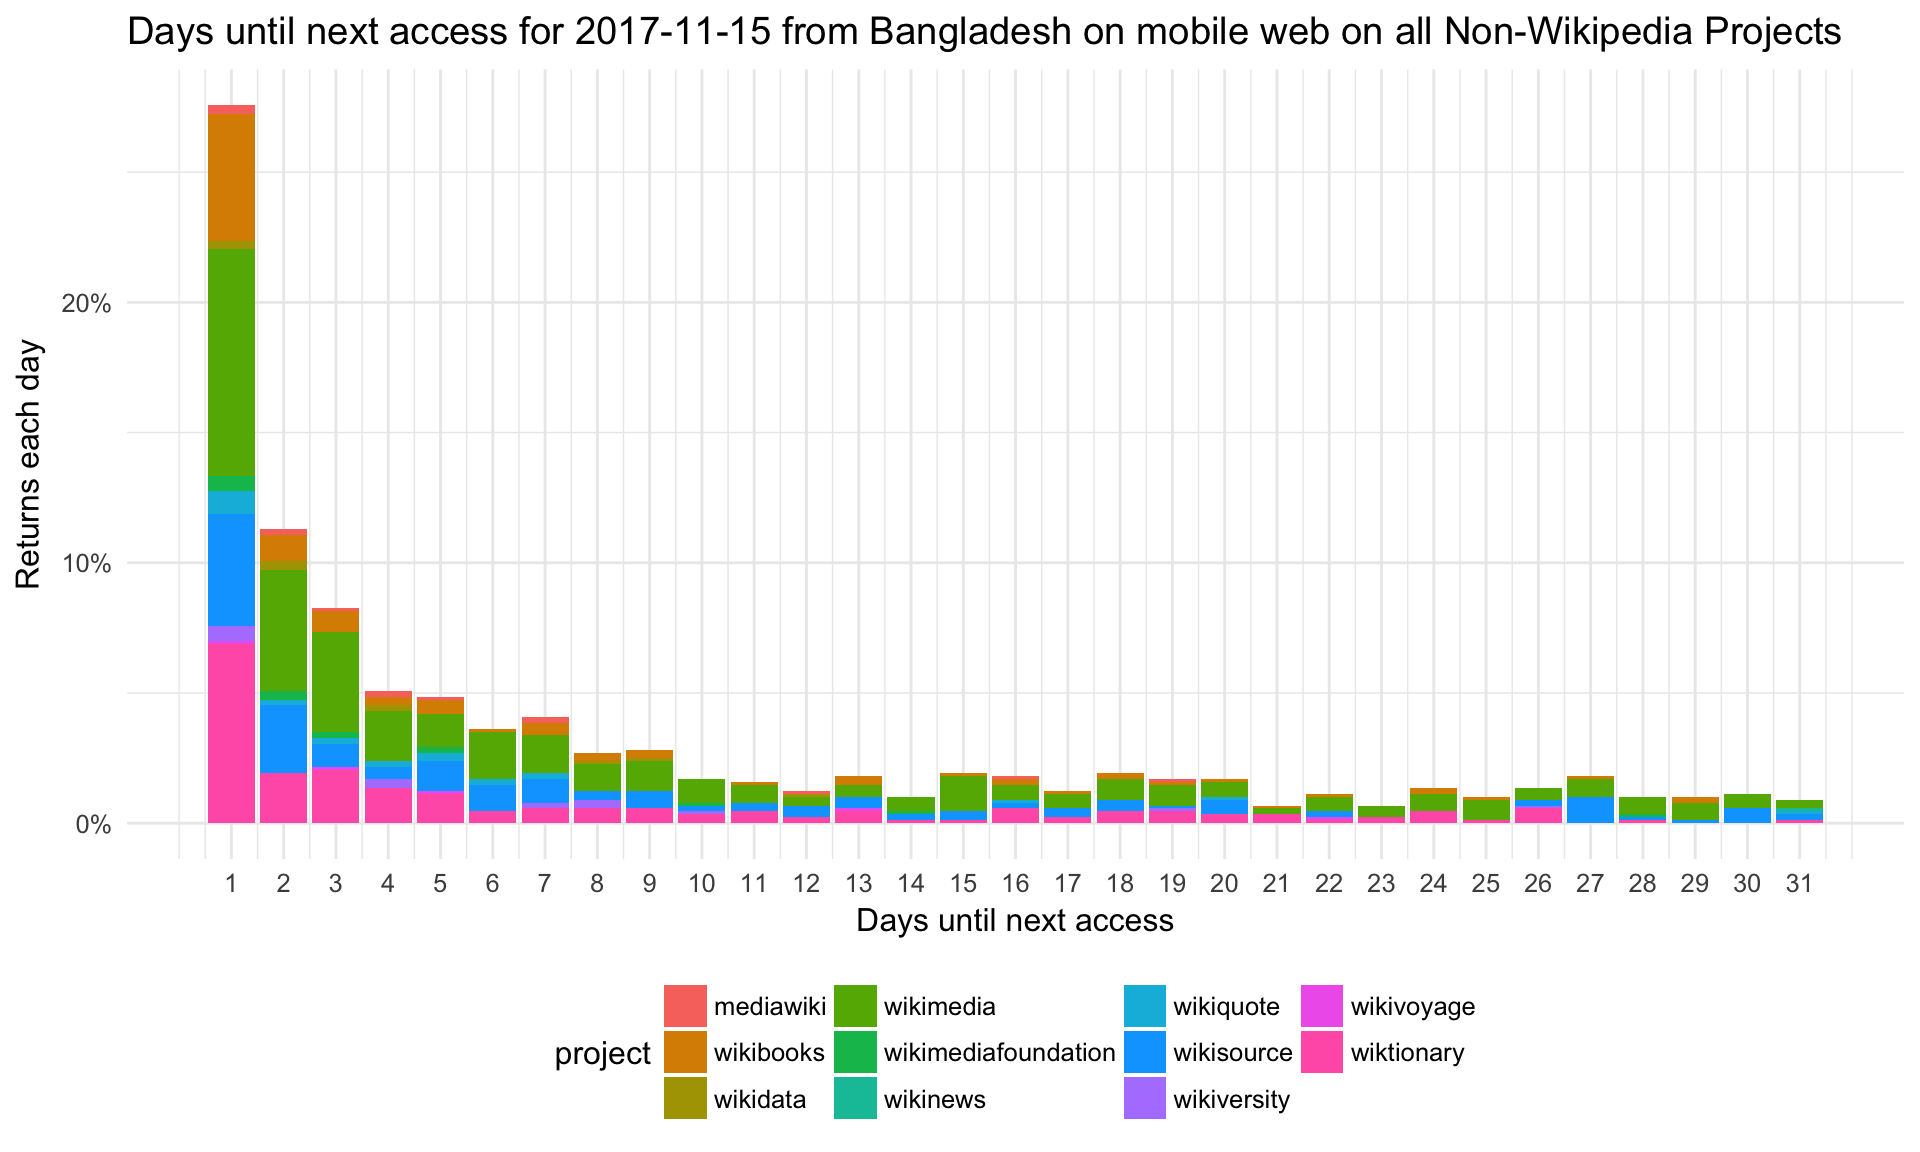 Days until next access for 2017-11-15 from Bangladesh on mobile web on all Non-Wikipedia Projects
Returns each day
20%
10%
0%
1 2 3 4 5 6 7 8 9 10 11 12 13 14 15 16 17 18 19 20 21 22 23 24 25 26 27 28 29 30 31
Days until next access
project
mediawiki wikimedia wikiquote wikivoyage
wikibooks wikimediafoundation wikisource wiktionary
wikidata wikinews wikiversity